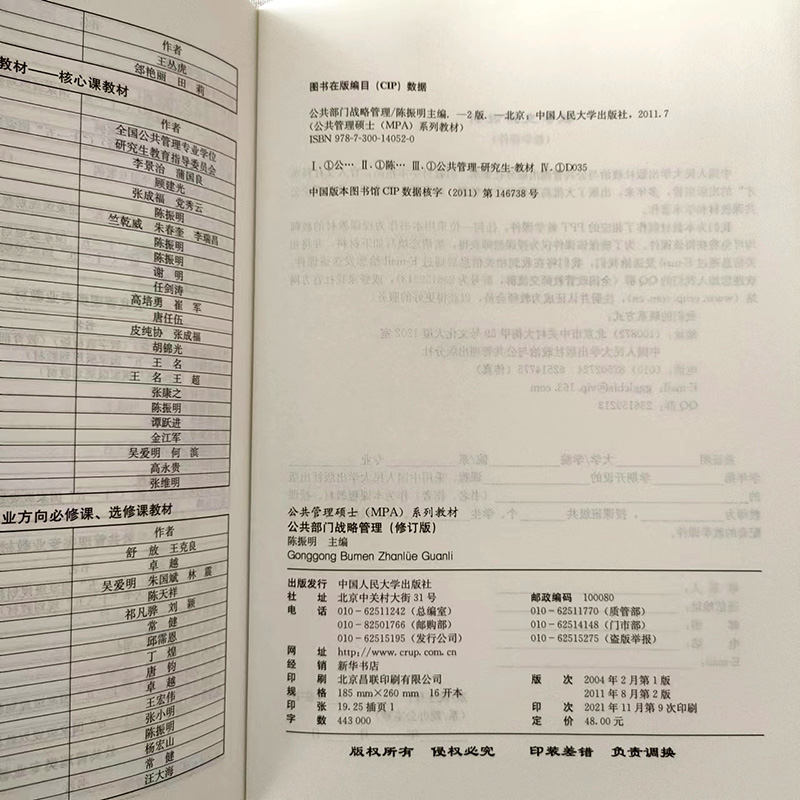 作者
王丛虎
郐艳丽 田 莉
教材——核心课教材
作者
全国公共管理专业学位
研究生教育指导委员会
李景治 蒲国良
顾建光
张成福 党秀云
陈振明
竺乾威 朱春奎 李瑞昌
陈振明
陈振明
谢 明
任剑涛
高培勇 崔 军
唐任伍
皮纯协 张成福
胡锦光
王 名
王 名 王 超
张康之
陈振明
谭跃进
金江军
吴爱明 何 滨
高永贵
张维明
业方向必修课、选修课教材
作者
舒 放 王克良
卓 越
吴爱明 朱国斌 林 震
陈天祥
祁凡骅 刘 颖
常 健
邱霈恩
丁 煌
唐 钧
卓 越
王宏伟
张小明
陈振明
杨宏山
常 健
汪大海
图书在版编目（CIP）数据
公共部门战略管理/陈振明主编. —2版. —北京：中国人民大学出版社，2011.7
（公共管理硕士（MPA）系列教材）
ISBN 978-7-300-14052-0
Ⅰ.①公… Ⅱ.①陈… Ⅲ.①公共管理-研究生-教材 Ⅳ.①D035
中国版本图书馆 CIP 数据核字（2011）第 146738 号
公共管理硕士（MPA）系列教材
公共部门战略管理（修订版）
陈振明 主编
Gonggong Bumen Zhanlüe Guanli
出版发行 中国人民大学出版社
社 址 北京中关村大街31号 邮政编码 100080
电 话 010-62511242（总编室） 010-62511770（质管部）
010-82501766（邮购部） 010-62514148（门市部）
010-62515195（发行公司） 010-62515275（盗版举报）
网 址 http://www.crup.com.cn
经 销 新华书店
印 刷 北京昌联印刷有限公司 版 次 2004年2月第1版
规 格 185 mm×260 mm 16开本 2011年8月第2版
印 张 19.25 插页1 印 次 2021年11月第9次印刷
字 数 443 000 定 价 48.00元
版权所有 侵权必究 印装差错 负责调换